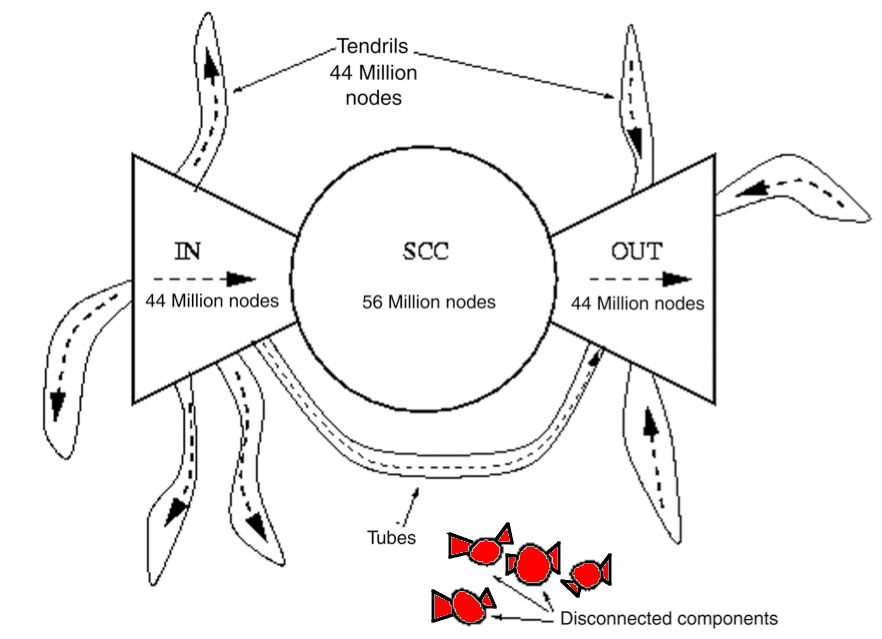 Tendrils
44 Million
nodes
IN
44 Million nodes
SCC
56 Million nodes
OUT
44 Million nodes
Tubes
Disconnected components